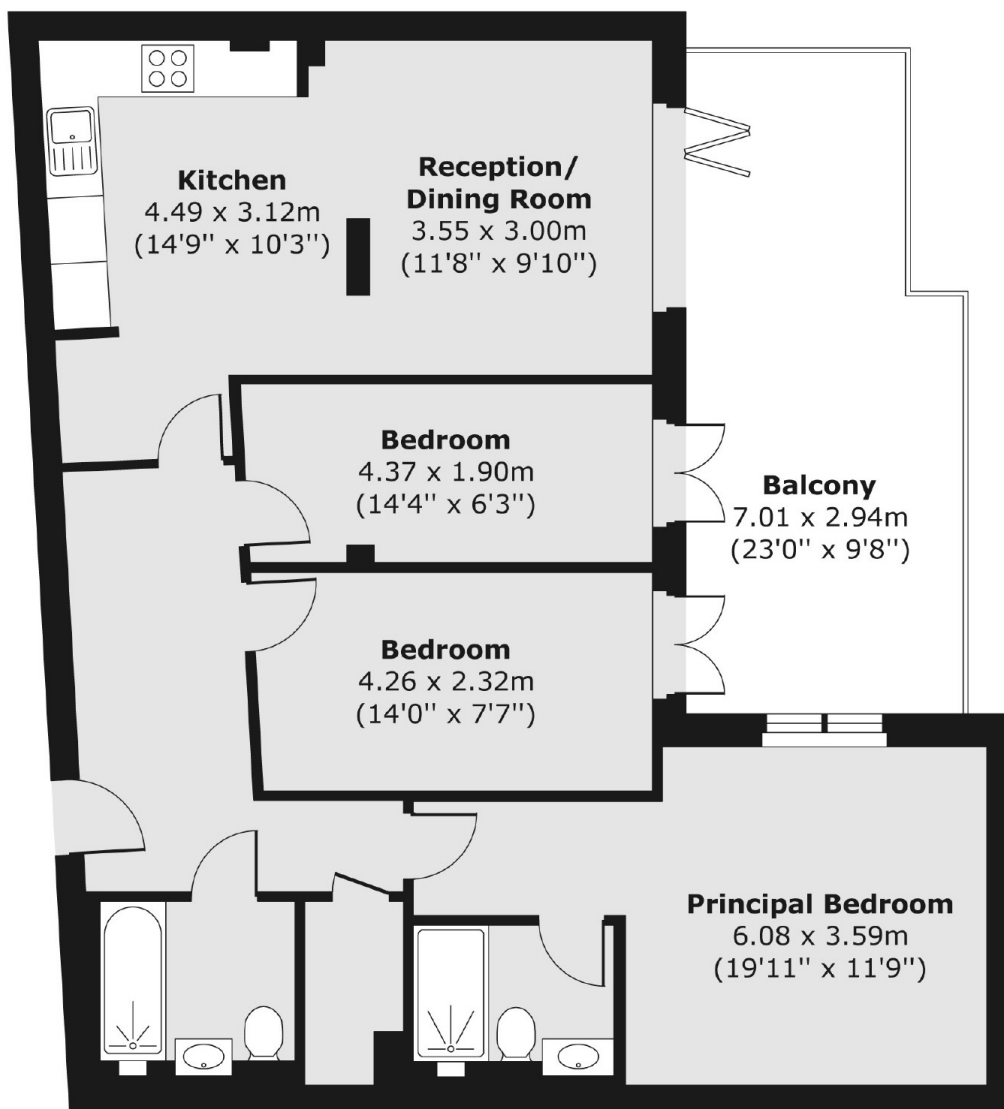 Kitchen
4.49 x 3.12m
(14'9'' x 10'3'')
Reception/
Dining Room
3.55 x 3.00m
(11'8'' x 9'10'')
Bedroom
4.37 x 1.90m
(14'4'' x 6'3'')
Balcony
7.01 x 2.94m
(23'0'' x 9'8'')
Bedroom
4.26 x 2.32m
(14'0'' x 7'7'')
Principal Bedroom
6.08 x 3.59m
(19'11'' x 11'9'')